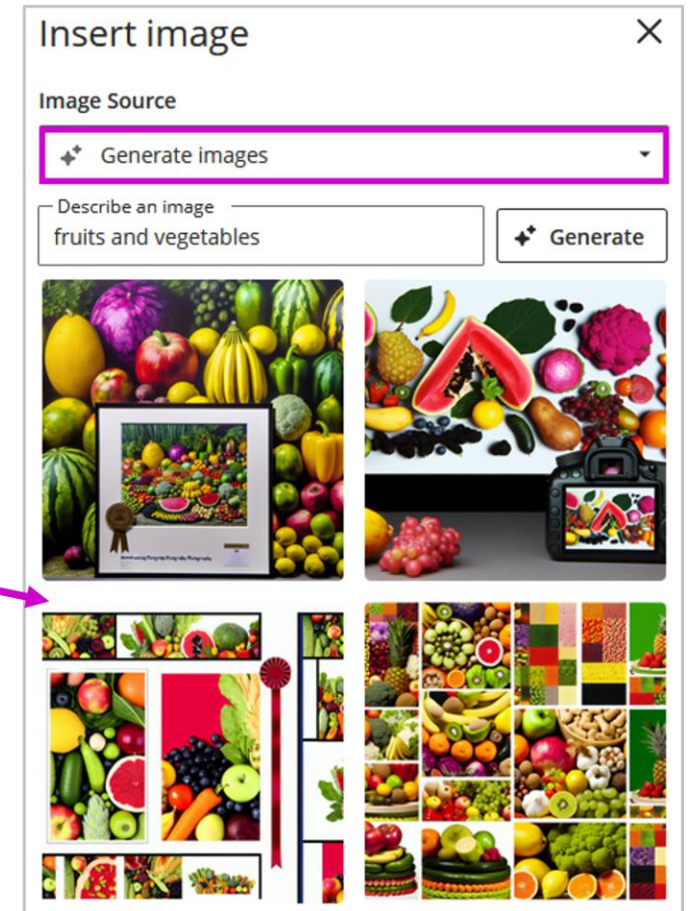 Insert image
Image Source
Generate images
Describe an image
fruits and vegetables
Generate